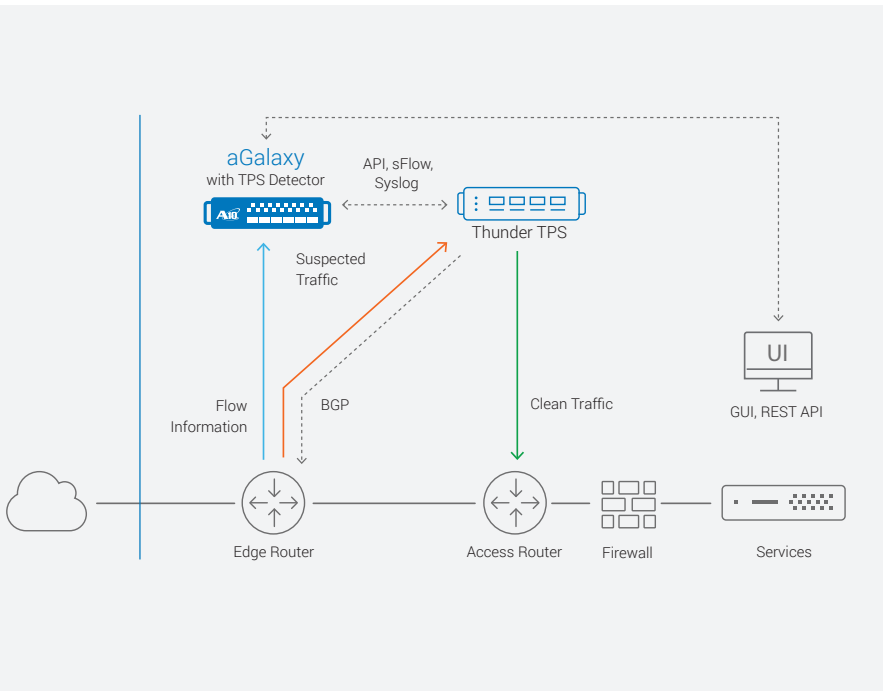 aGalaxy
with TPS Detector
API, sFlow,
Syslog
A10
Thunder TPS
Suspected
Traffic
UI
GUI, REST API
Flow
Information
BGP
Clean Traffic
Edge Router
Access Router
Firewall
Services